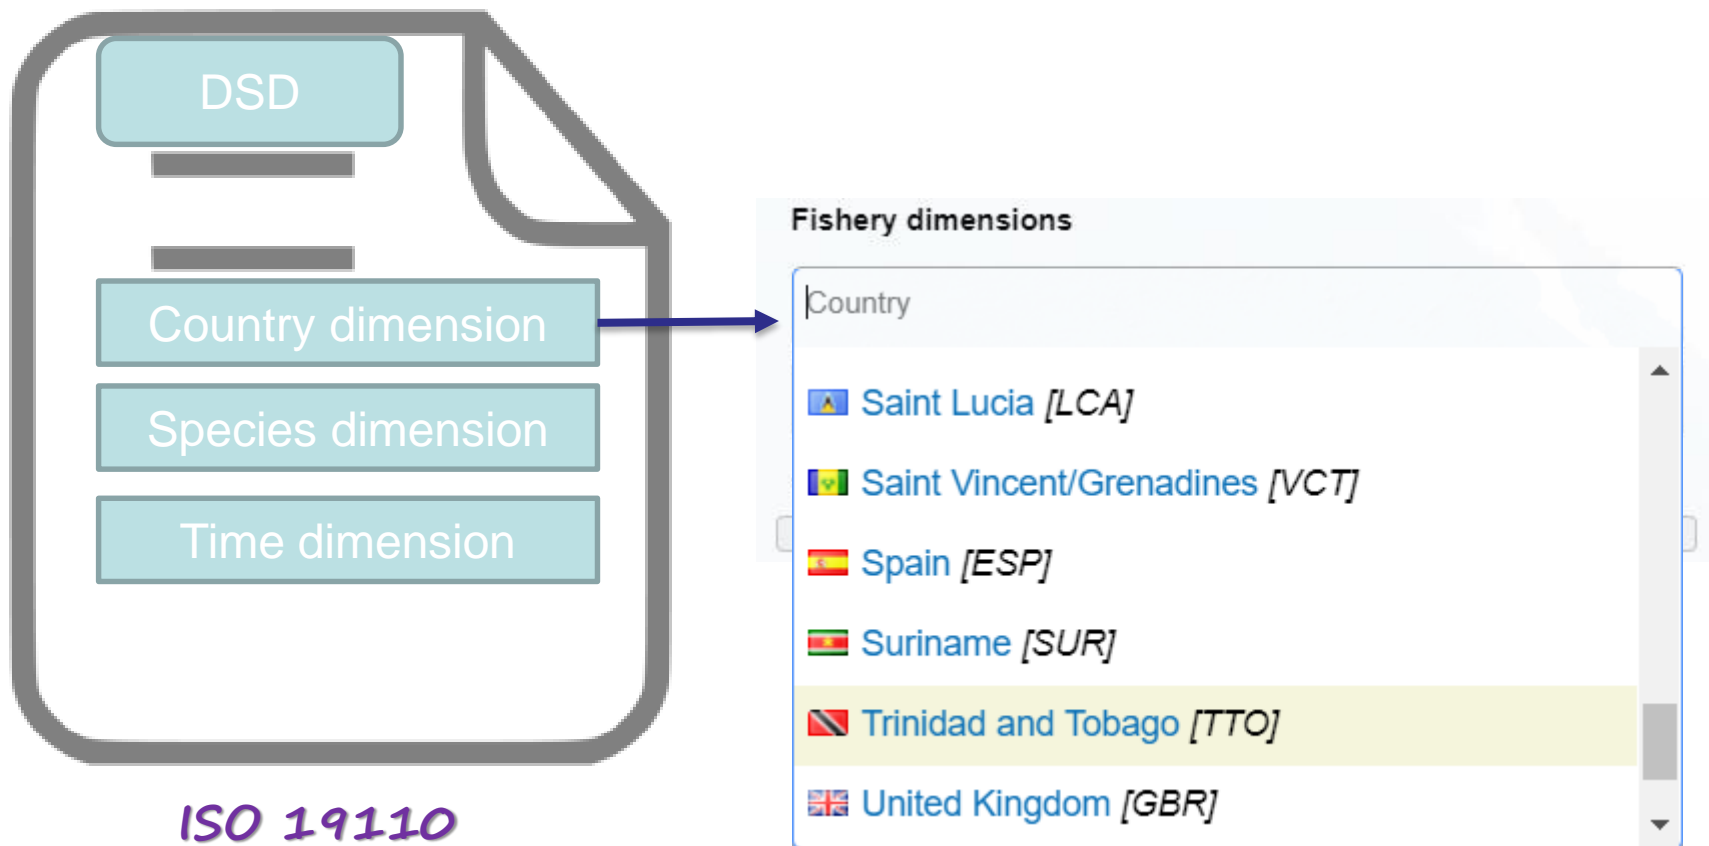 DSD
Country dimension
Species dimension
Time dimension
ISO 19110
Fishery dimensions
Country
Saint Lucia [LCA]
Saint Vincent/Grenadines [VCT]
Spain [ESP]
Suriname [SUR]
Trinidad and Tobago [TTO]
United Kingdom [GBR]